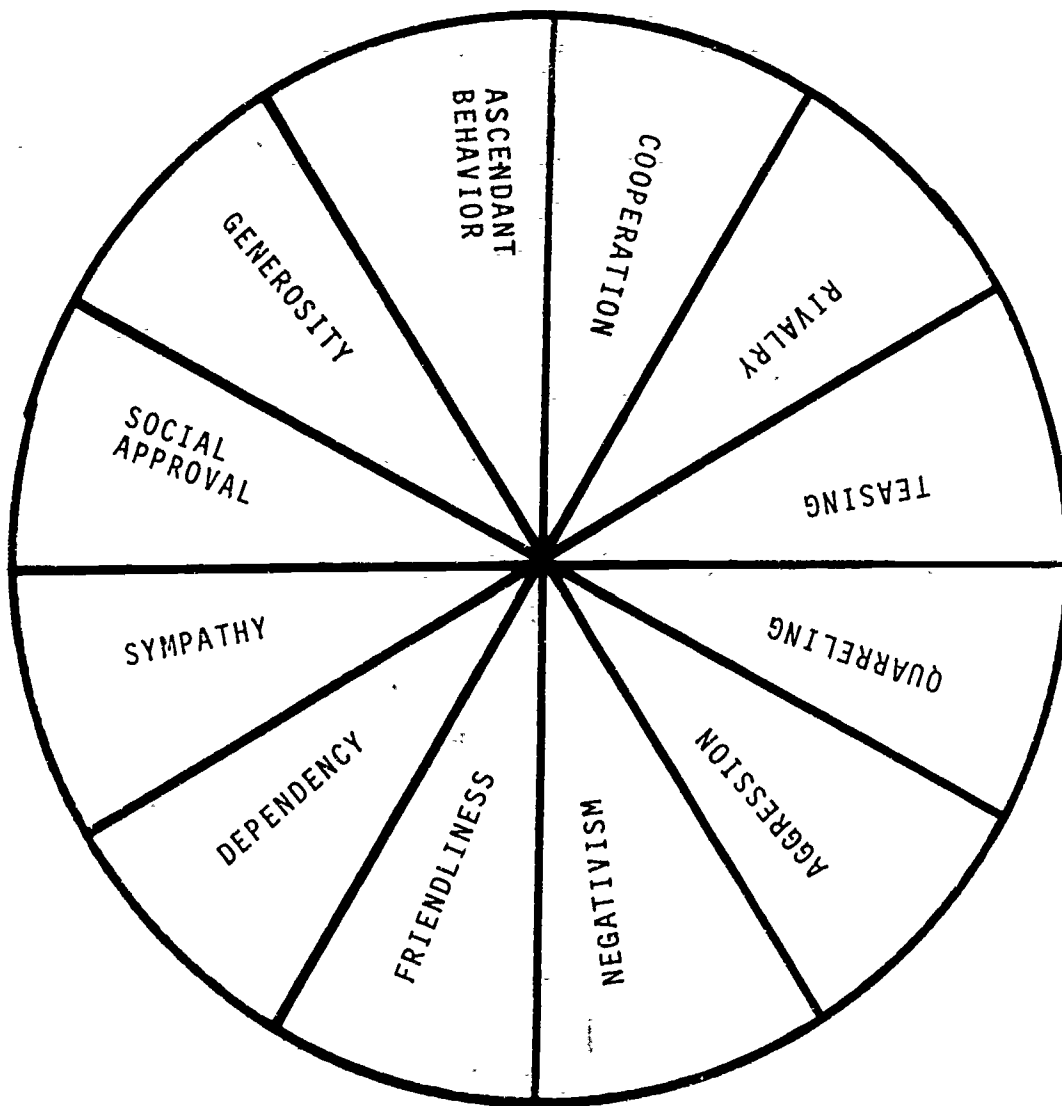 ASCENDANT
BEHAVIOR
COOPERATION
RIVALRY
TEASING
QUARRELING
AGGRESSION
NEGATIVISM
FRIENDLINESS
DEPENDENCY
SYMPATHY
SOCIAL
APPROVAL
GENEROSITY